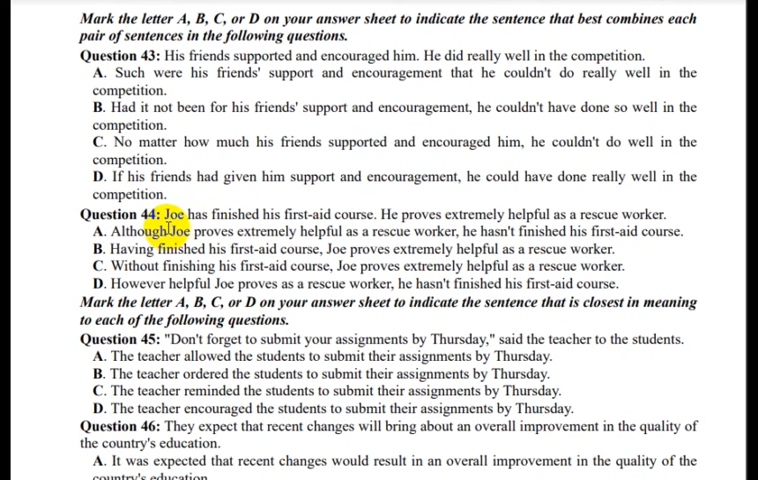 Mark the letter A, B, C, or D on your answer sheet to indicate the sentence that best combines each
pair of sentences in the following questions.
Question 43: His friends supported and encouraged him. He did really well in the competition.
A. Such were his friends' support and encouragement that he couldn't do really well in the
competition.
B. Had it not been for his friends' support and encouragement, he couldn't have done so well in the
competition.
C. No matter how much his friends supported and encouraged him, he couldn't do well in the
competition.
D. If his friends had given him support and encouragement, he could have done really well in the
competition.
Question 44: Joe has finished his first-aid course. He proves extremely helpful as a rescue worker.
A. Although Joe proves extremely helpful as a rescue worker, he hasn't finished his first-aid course.
B. Having finished his first-aid course, Joe proves extremely helpful as a rescue worker.
C. Without finishing his first-aid course, Joe proves extremely helpful as a rescue worker.
D. However helpful Joe proves as a rescue worker, he hasn't finished his first-aid course.
Mark the letter A, B, C, or D on your answer sheet to indicate the sentence that is closest in meaning
to each of the following questions.
Question 45: "Don't forget to submit your assignments by Thursday," said the teacher to the students.
A. The teacher allowed the students to submit their assignments by Thursday.
B. The teacher ordered the students to submit their assignments by Thursday.
C. The teacher reminded the students to submit their assignments by Thursday.
D. The teacher encouraged the students to submit their assignments by Thursday.
Question 46: They expect that recent changes will bring about an overall improvement in the quality of
the country's education.
A. It was expected that recent changes would result in an overall improvement in the quality of the
country's education